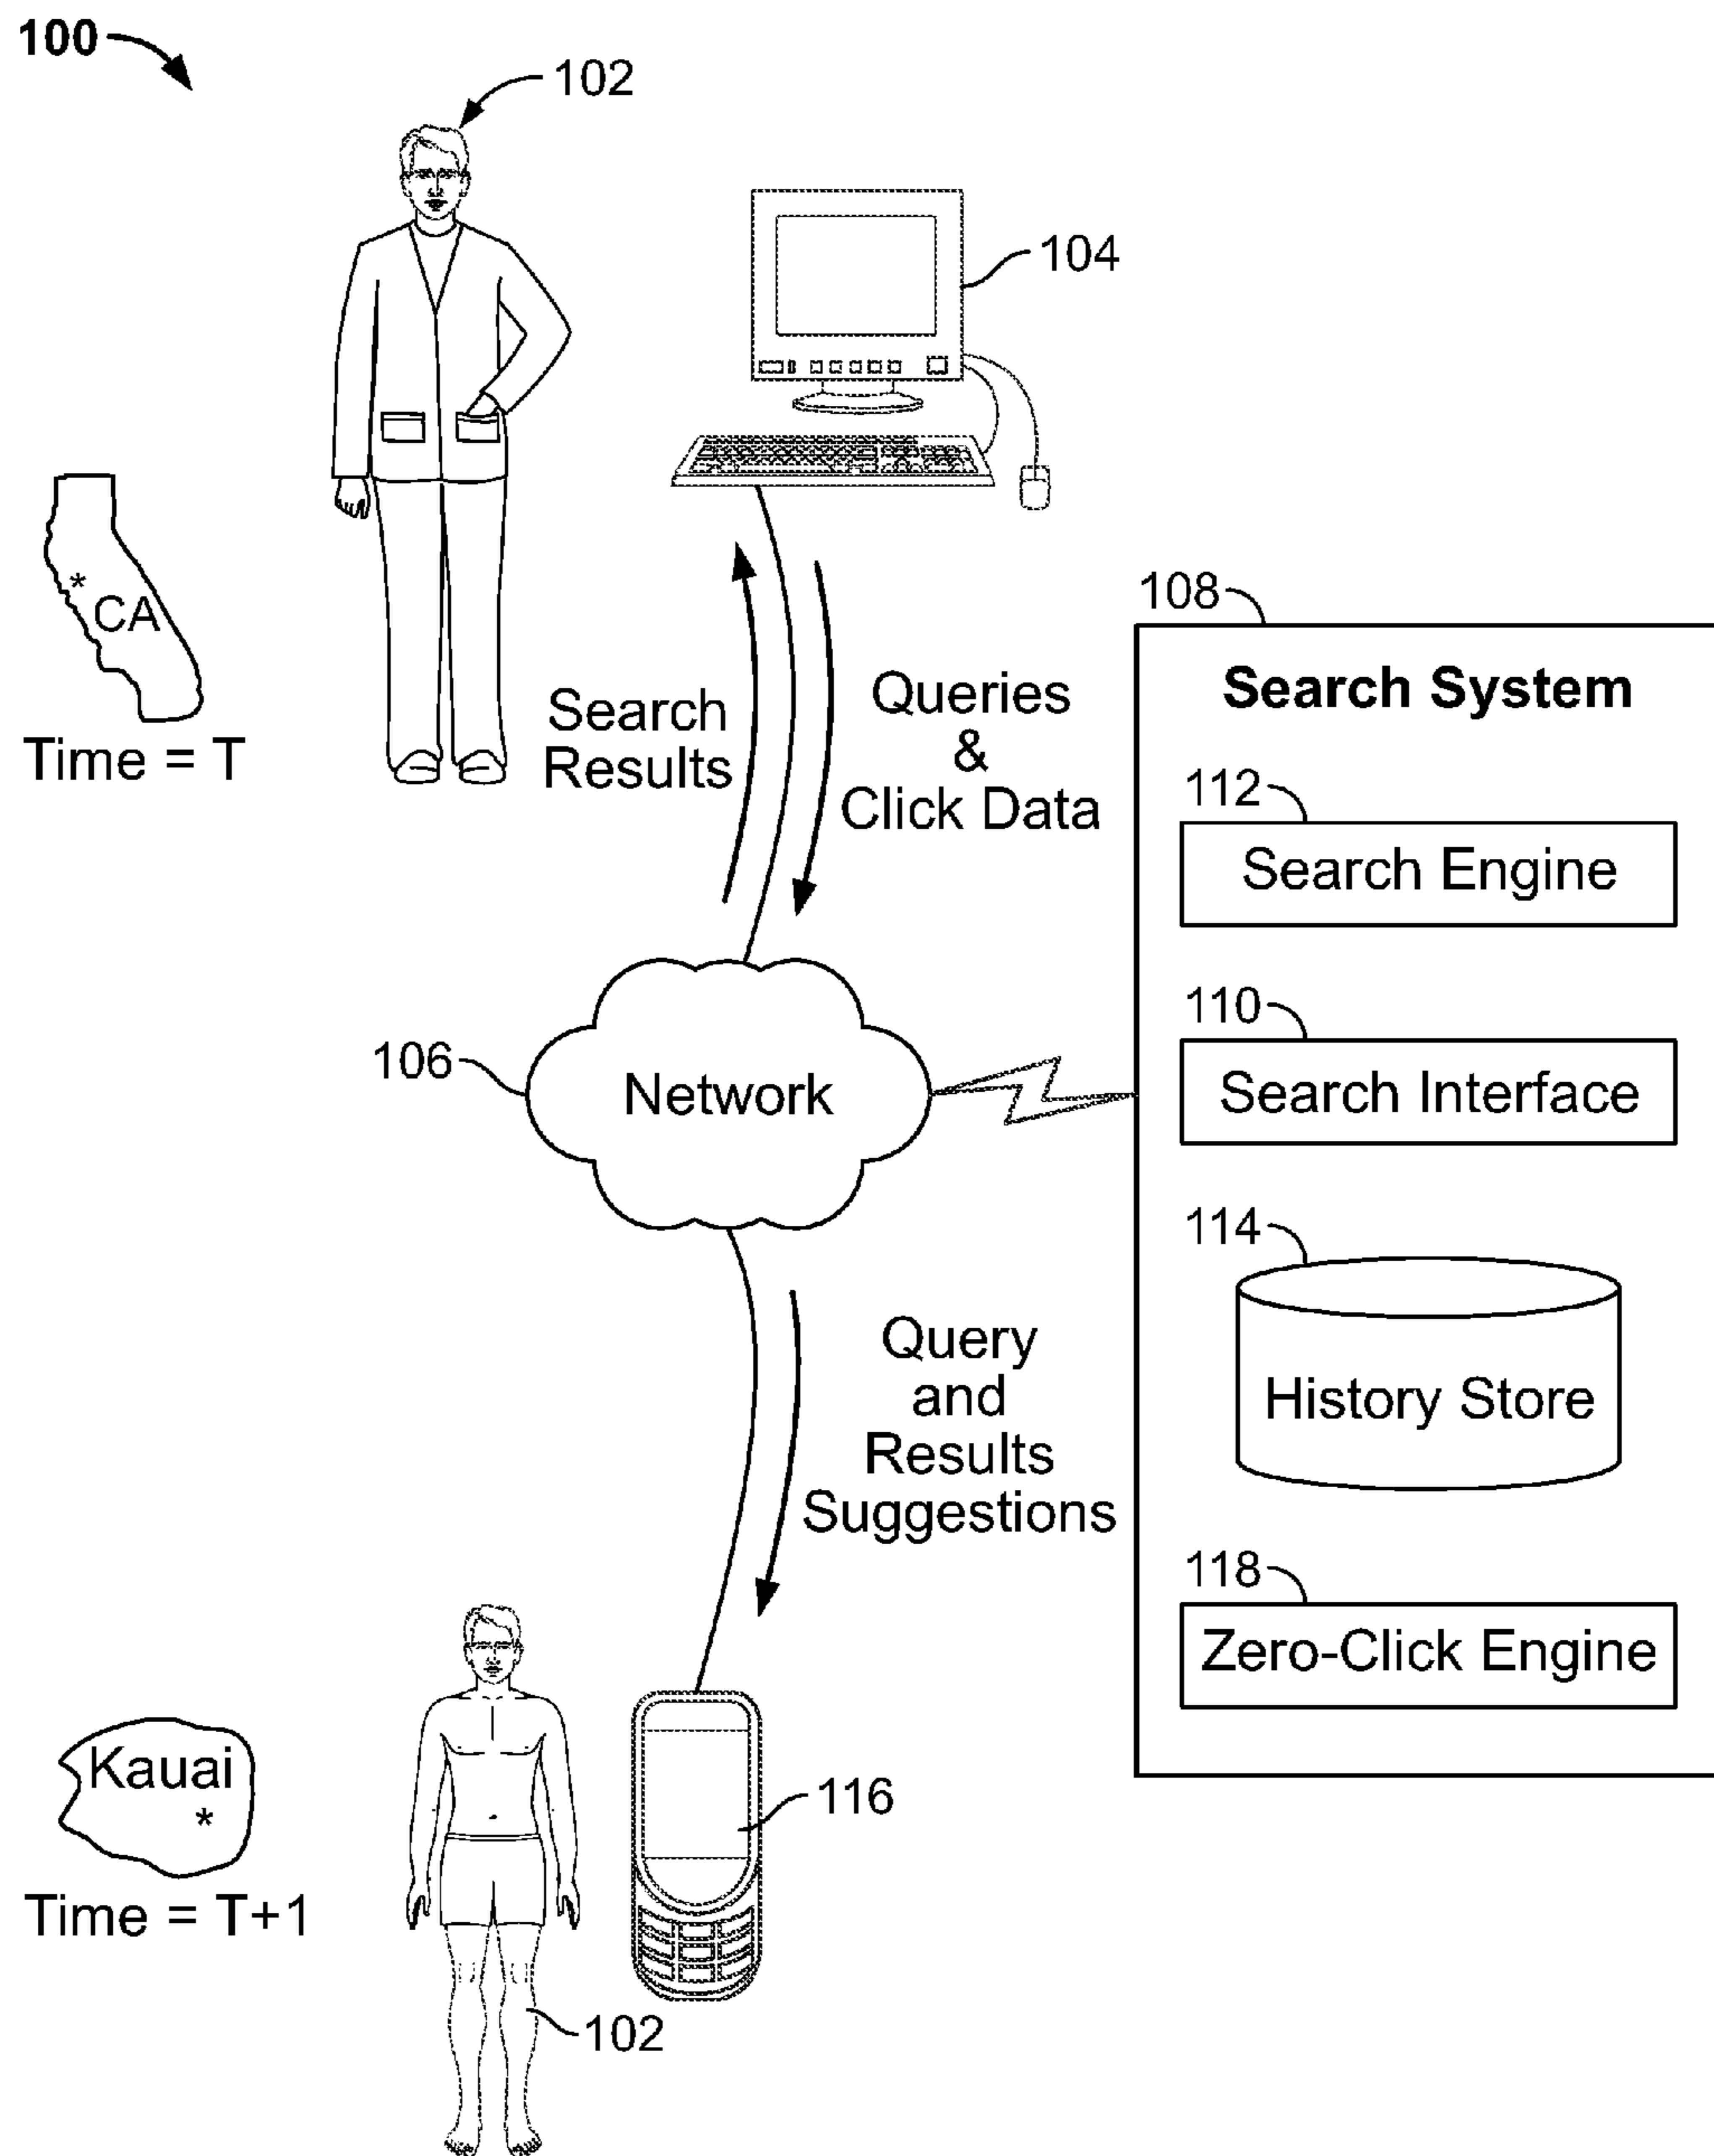 100
102
104
*
CA
Time = T
Search
Results
Queries
&
Click Data
108
Search System
112
Search Engine
110
Search Interface
114
History Store
118
Zero-Click Engine
106
Network
Query
and
Results
Suggestions
Kauai
*
Time = T+1
116
102